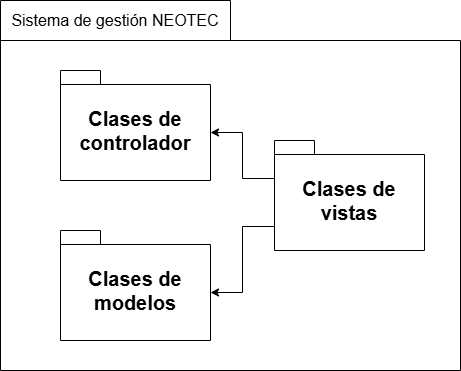 Sistema de gestión NEOTEC
Clases de
controlador
Clases de
vistas
Clases de
modelos